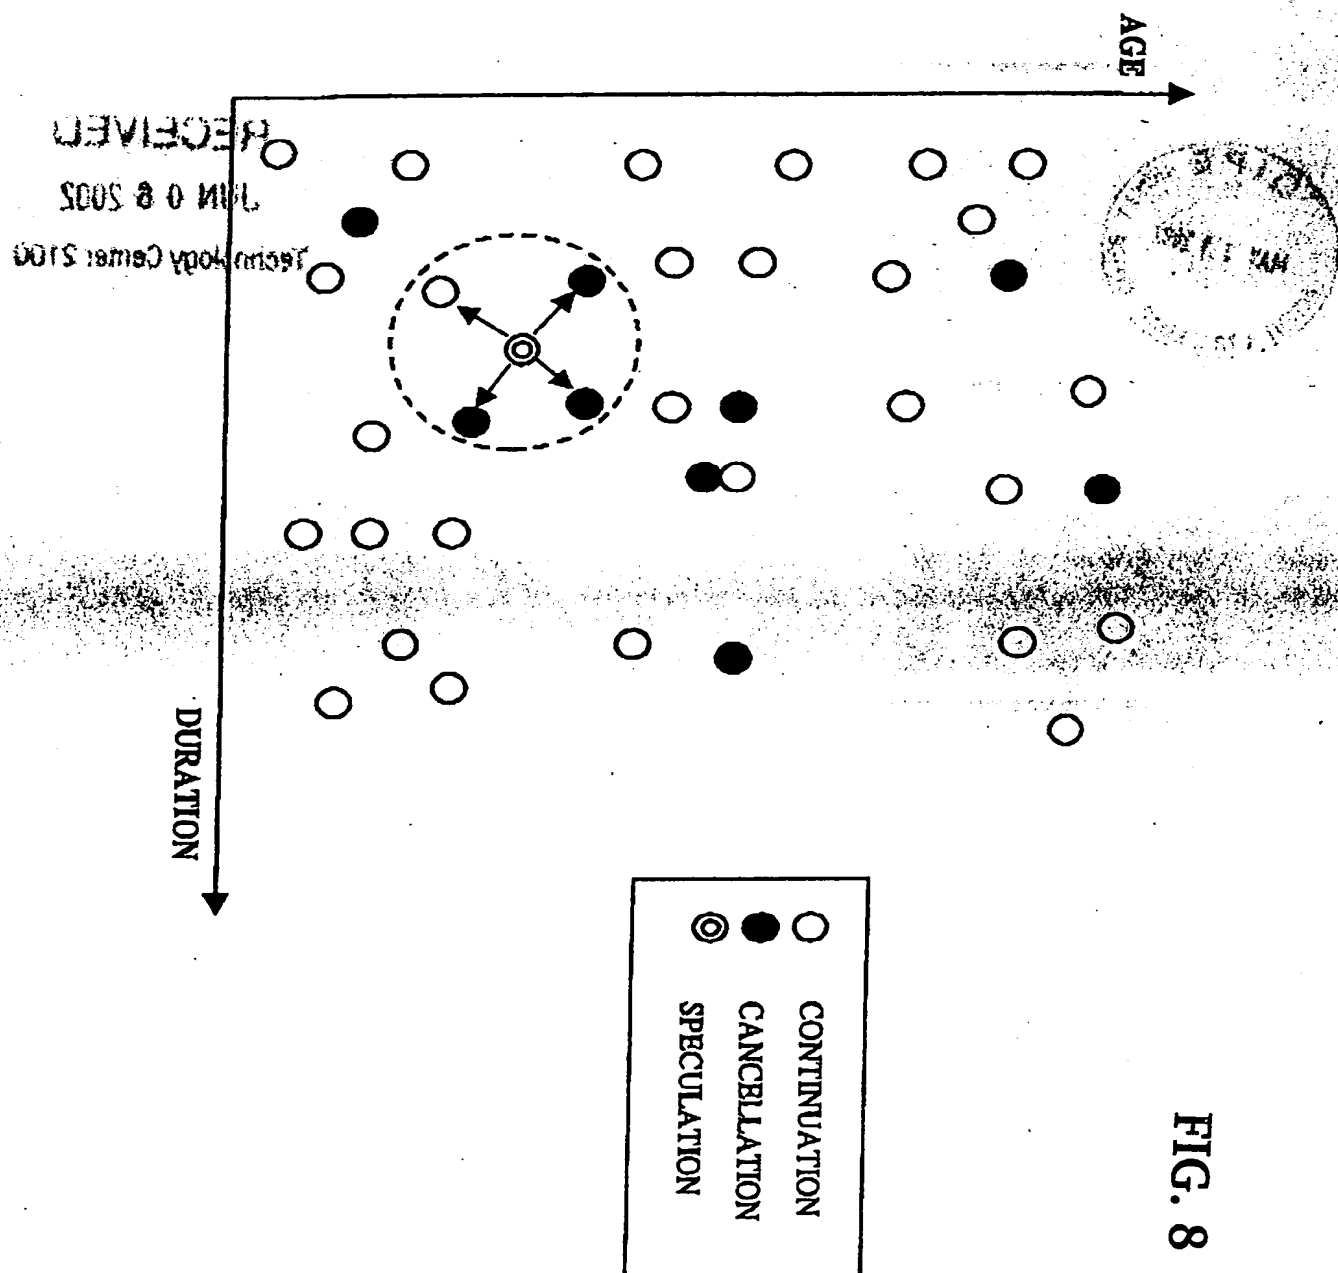 FIG. 8
AGE
RECEIVED
JUN 0 6 2002
Technology Center 2100
DURATION
CONTINUATION
CANCELLATION
SPECULATION